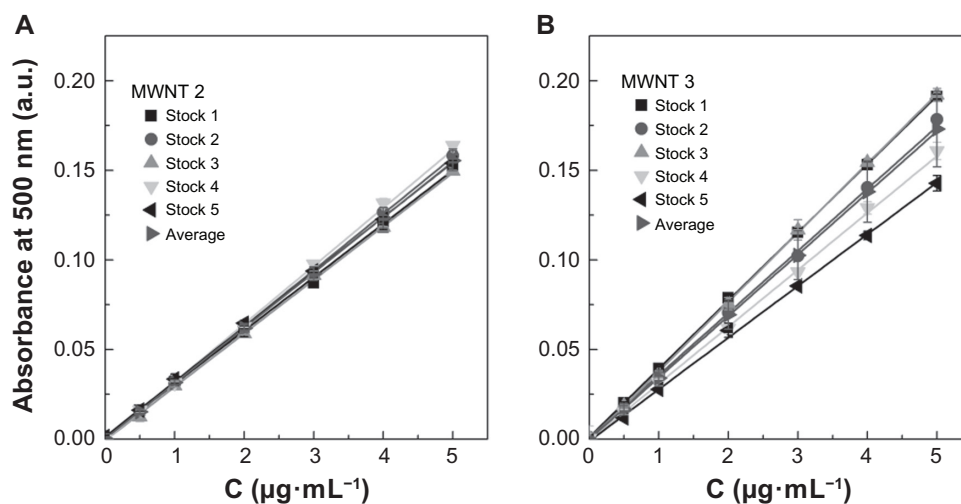 A
B
Absorbance at 500 nm (a.u.)
0.20
0.15
0.10
0.05
0.00
MWNT 2
Stock 1
Stock 2
Stock 3
Stock 4
Stock 5
Average
0 1 2 3 4 5
C (µg·mL⁻¹)
0.20
0.15
0.10
0.05
0.00
MWNT 3
Stock 1
Stock 2
Stock 3
Stock 4
Stock 5
Average
0 1 2 3 4 5
C (µg·mL⁻¹)